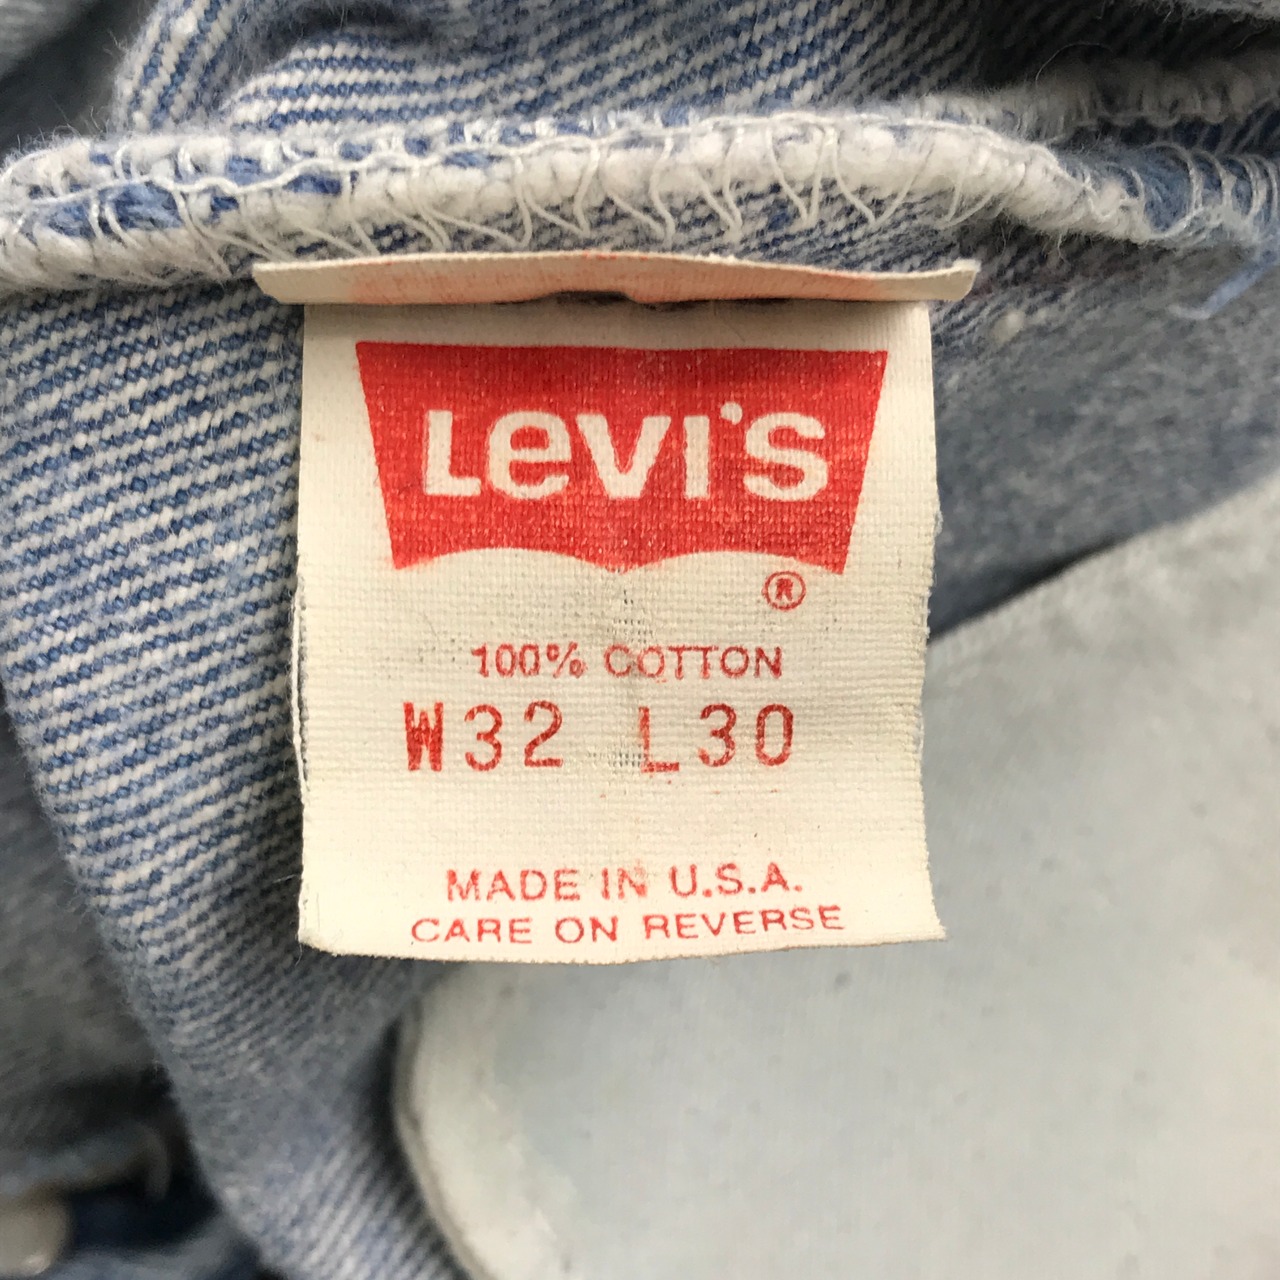 Levi's
®
100% COTTON
W32 L30
MADE IN U.S.A.
CARE ON REVERSE